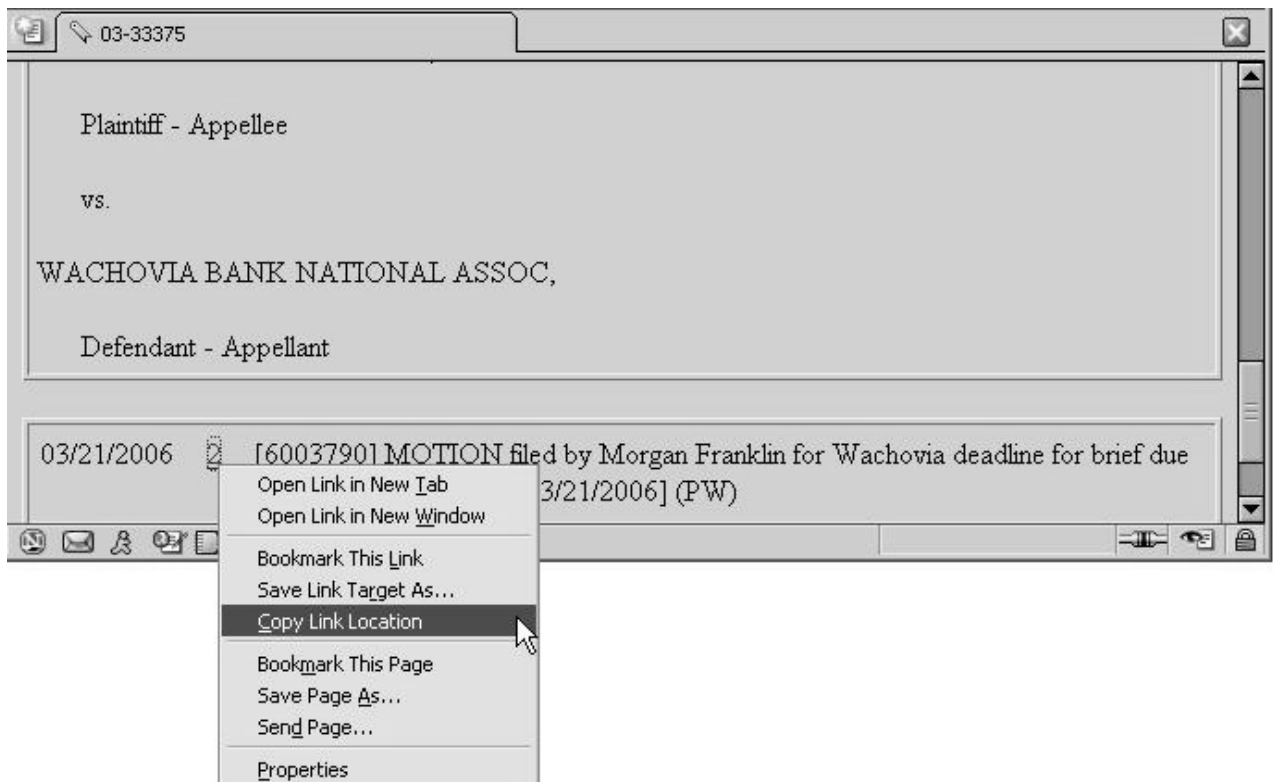 03-33375
Plaintiff - Appellee
vs.
WACHOVIA BANK NATIONAL ASSOC,
Defendant - Appellant
03/21/2006 2 [6003790] MOTION filed by Morgan Franklin for Wachovia deadline for brief due
3/21/2006] (PW)
Open Link in New Tab
Open Link in New Window
Bookmark This Link
Save Link Target As...
Copy Link Location
Bookmark This Page
Save Page As...
Send Page...
Properties